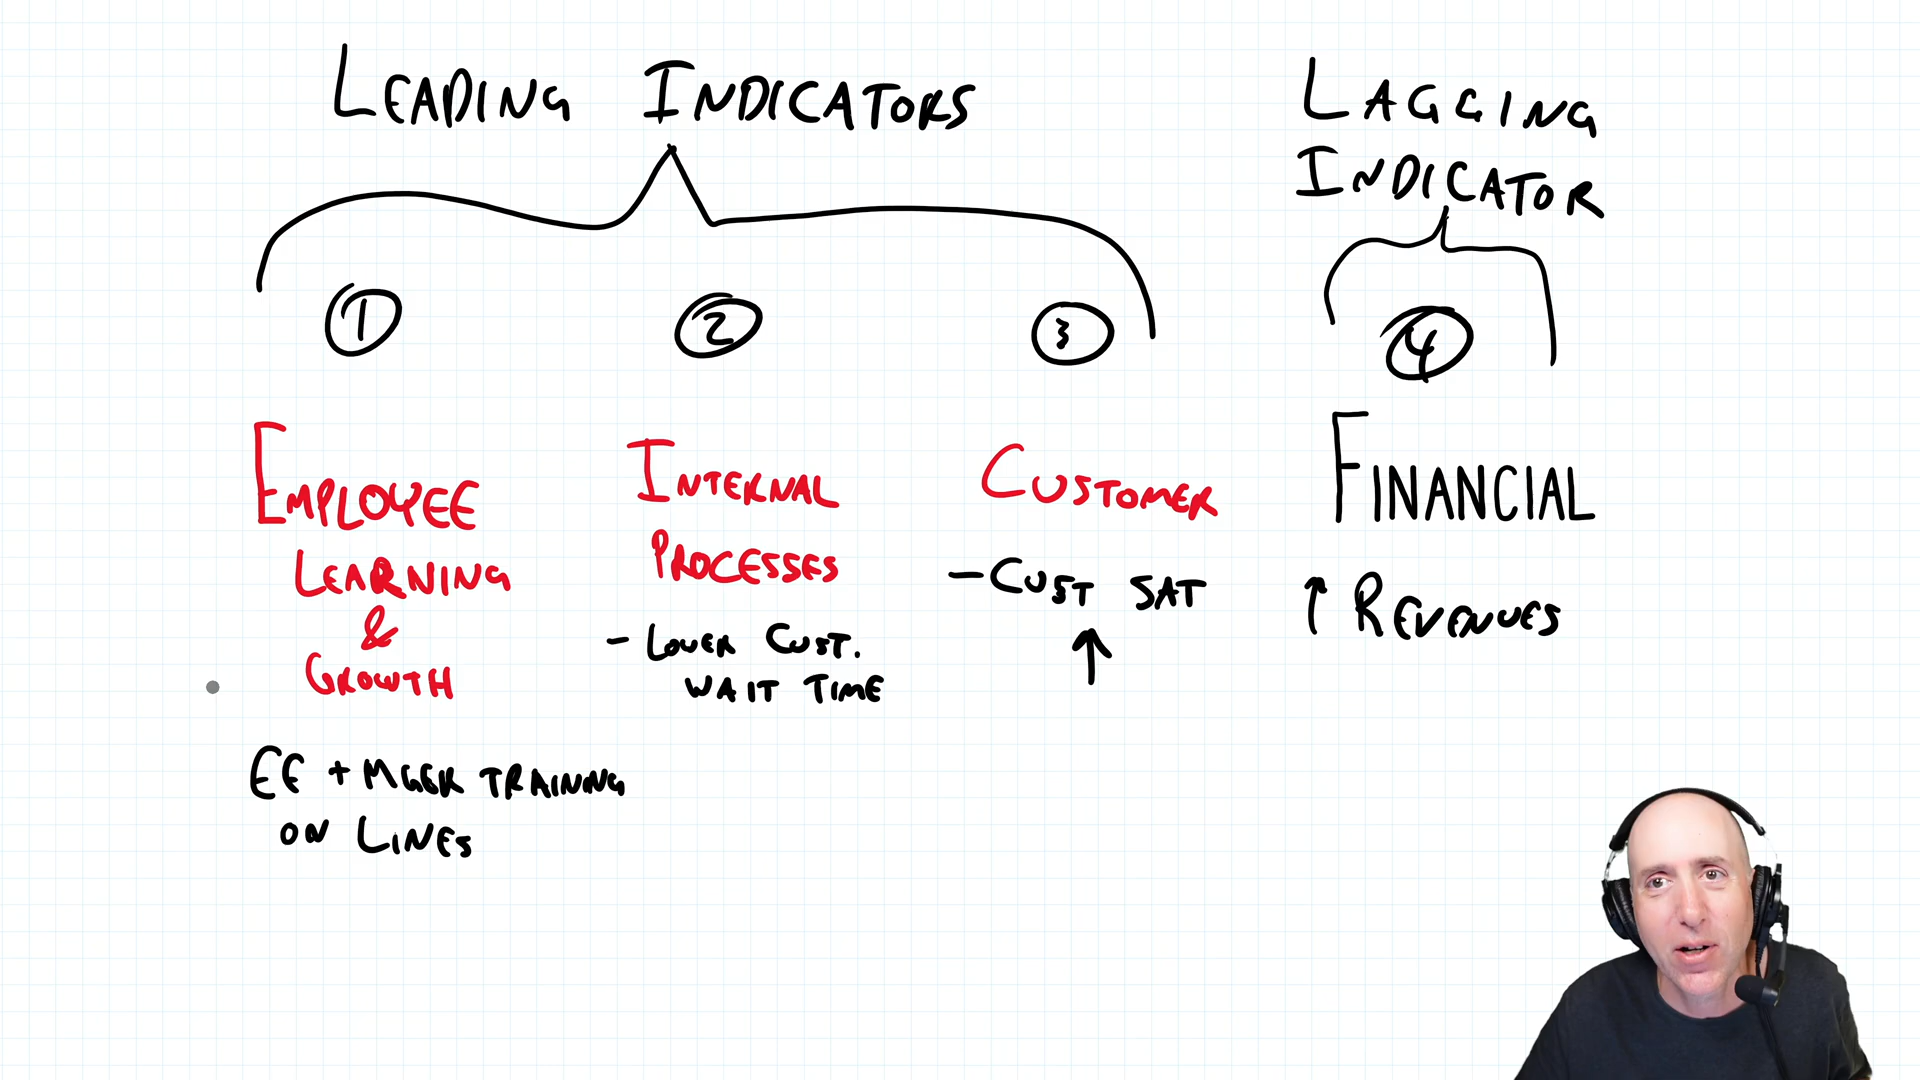 LEADING INDICATORS
LAGGING
INDICATOR
1
2
3
4
EMPLOYEE
LEARNING
&
GROWTH
EE + MGER TRAINING
ON LINES
INTERNAL
PROCESSES
- LOWER CUST.
WAIT TIME
CUSTOMER
- CUST SAT
↑
FINANCIAL
↑ REVENUES